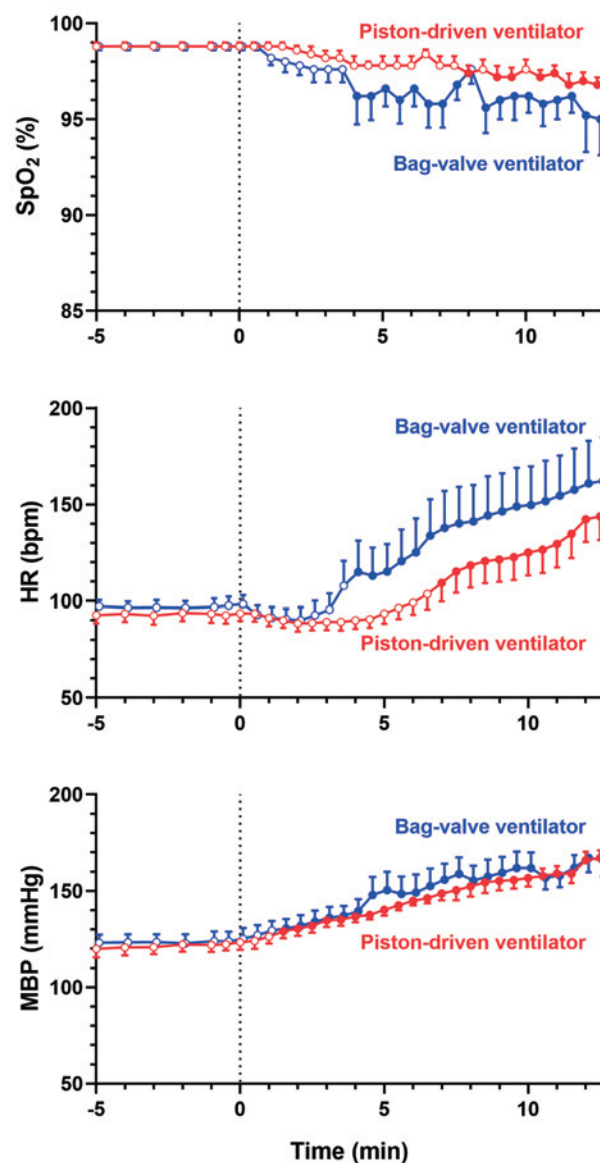 100
95
90
85
SpO2 (%)
Piston-driven ventilator
Bag-valve ventilator
-5
0
5
10
200
150
100
50
HR (bpm)
Bag-valve ventilator
Piston-driven ventilator
-5
0
5
10
200
150
100
50
MBP (mmHg)
Bag-valve ventilator
Piston-driven ventilator
-5
0
5
10
Time (min)